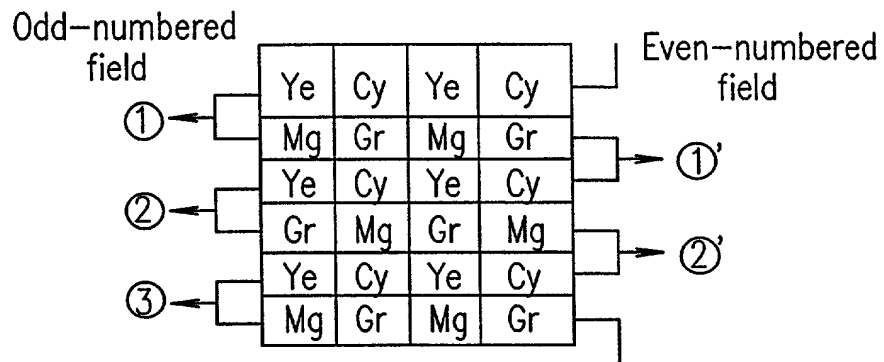 Odd-numbered
field
Even-numbered
field
Ye Cy Ye Cy
①
Mg Gr Mg Gr
①'
Ye Cy Ye Cy
②
Gr Mg Gr Mg
②'
Ye Cy Ye Cy
③
Mg Gr Mg Gr